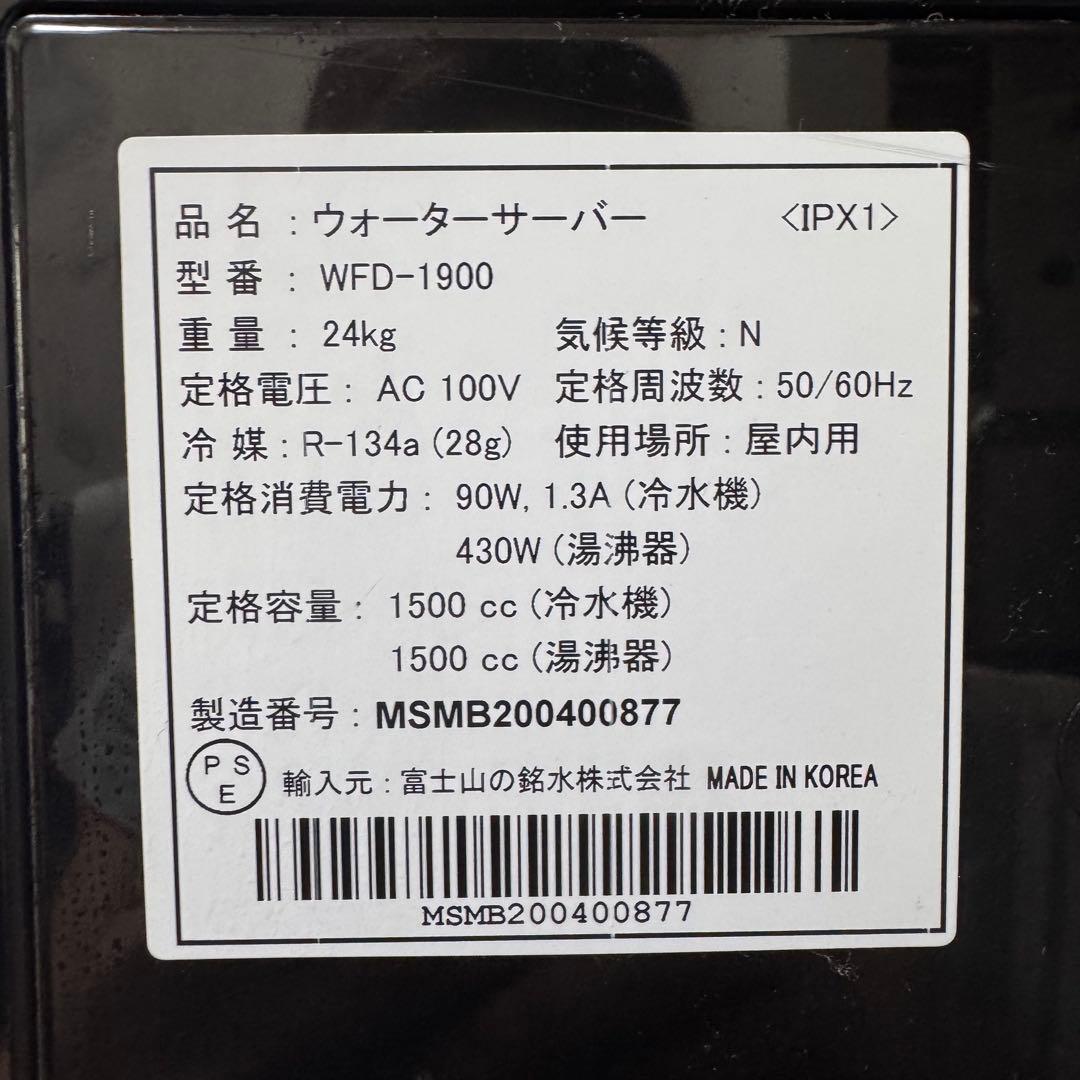 品名：ウォーターサーバー 〈IPX1〉
型番：WFD-1900
重量：24kg 気候等級：N
定格電圧：AC 100V 定格周波数：50/60Hz
冷媒：R-134a (28g) 使用場所：屋内用
定格消費電力：90W, 1.3A (冷水機)
430W (湯沸器)
定格容量：1500 cc (冷水機)
1500 cc (湯沸器)
製造番号：MSMB200400877
PSE 輸入元：富士山の銘水株式会社 MADE IN KOREA
MSMB200400877